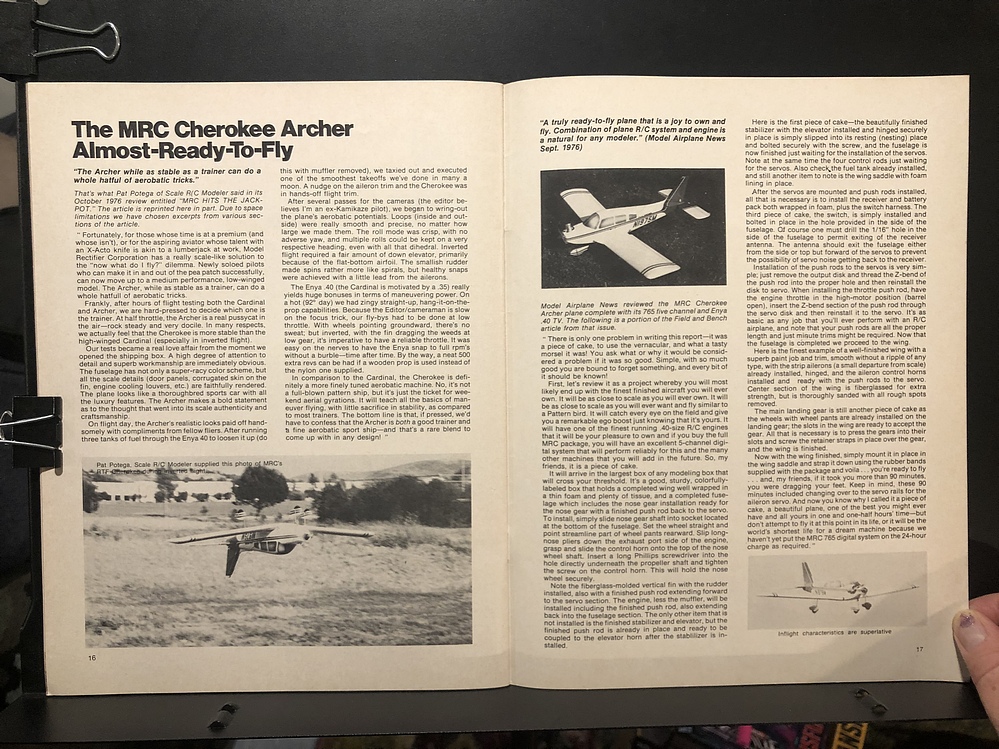 The MRC Cherokee Archer
Almost-Ready-To-Fly
"The Archer while as stable as a trainer can do a
whole hatful of aerobatic tricks."
That's what Pat Potega of Scale R/C Modeler said in its
October 1976 review entitled "MRC HITS THE JACK-
POT." The article is reprinted here in part. Due to space
limitations we have chosen excerpts from various sec-
tions of the article.
"Fortunately, for those whose time is at a premium (and
whose isn't), or for the aspiring aviator whose talent with
an X-Acto knife is akin to a lumberjack at work, Model
Rectifier Corporation has a really scale-like solution to
the "now what do I fly?" dilemma. Newly soloed pilots
who can make it in and out of the pea patch successfully,
can now move up to a medium performance, low-winged
model. The Archer, while as stable as a trainer, can do a
whole hatful of aerobatic tricks.
Frankly, after hours of flight testing both the Cardinal
and Archer, we are hard-pressed to decide which one is
the trainer. At half throttle, the Archer is a real pussycat in
the air—rock steady and very docile. In many respects,
we actually feel that the Cherokee is more stable than the
high-winged Cardinal (especially in inverted flight).
Our tests became a real love affair from the moment we
opened the shipping box. A high degree of attention to
detail and superb workmanship are immediately obvious.
The fuselage has not only a super-racy color scheme, but
all the scale details (door panels, corrugated skin on the
fin, engine cooling louvers, etc.) are faithfully rendered.
The plane looks like a thoroughbred sports car with all
the luxury features. The Archer makes a bold statement
as to the thought that went into its scale authenticity and
craftsmanship.
On flight day, the Archer's realistic looks paid off hand-
somely with compliments from fellow fliers. After running
three tanks of fuel through the Enya 40 to loosen it up (do
this with muffler removed), we taxied out and executed
one of the smoothest takeoffs we've done in many a
moon. A nudge on the aileron trim and the Cherokee was
in hands-off flight trim.
After several passes for the cameras (the editor be-
lieves I'm an ex-Kamikaze pilot), we began to wring-out
the plane's aerobatic potentials. Loops (inside and out-
side) were really smooth and precise, no matter how
large we made them. The roll mode was crisp, with no
adverse yaw, and multiple rolls could be kept on a very
respective heading, even with all that dihedral. Inverted
flight required a fair amount of down elevator, primarily
because of the flat-bottomed airfoil. The smallish rudder
made spins rather more like spirals, but healthy snaps
were achieved with a little lead from the ailerons.
The Enya .40 (the Cardinal is motivated by a .35) really
yields huge bonuses in terms of maneuvering power. On
a hot (92° day) we had zingy straight-up, hang-it-on-the-
prop capabilities. Because the Editor/cameraman is slow
on the focus trick, our fly-bys had to be done at low
throttle. With wheels pointing groundward, there's no
sweat; but inverted, with the fin dragging the weeds at low
gear, it's imperative to have a reliable throttle. It was
easy on the nerves to have the Enya snap to full rpm's
without a burble—time after time. By the way, a neat 500
extra revs can be had if a wooden prop is used instead of
the nylon one supplied.
In comparison to the Cardinal, the Cherokee is defi-
nitely a more finely tuned aerobatic machine. No, it's not
a full-blown pattern ship, but it's just the ticket for week-
end aerial gyrations. It will teach all the basics of man-
euver flying, with little sacrifice in stability, as compared
to most trainers. The bottom line is that, if pressed, we'd
have to confess that the Archer is both a good trainer and
a fine aerobatic sport ship—and that's a rare blend to
come up with in any design!"
Pat Potega, Scale R/C Modeler supplied this photo of MRC's
16
"A truly ready-to-fly plane that is a joy to own and
fly. Combination of plane R/C system and engine is
a natural for any modeler." (Model Airplane News
Sept. 1976)
Model Airplane News reviewed the MRC Cherokee
Archer plane complete with its 765 five channel and Enya
40 TV. The following is a portion of the Field and Bench
article from that issue.
"There is only one problem in writing this report—it was
a piece of cake, to use the vernacular, and what a tasty
morsel it was! You ask what or why it would be consid-
ered a problem if it was so good. Simple, with so much
good you are bound to forget something, and every bit of
it should be known!
First, let's review it as a project whereby you will most
likely end up with the finest finished aircraft you will ever
own. It will be as close to scale as you will ever own. It will
be as close to scale as you will ever want and fly similar to
a Pattern bird. It will catch every eye on the field and give
you a remarkable ego boost just knowing that it's yours. It
will have one of the finest running .40-size R/C engines
that it will be your pleasure to own and if you buy the full
MRC package, you will have an excellent 5-channel digi-
tal system that will perform reliably for this and the many
other machines that you will add in the future. So, my
friends, it is a piece of cake.
It will arrive in the largest box of any modeling box that
will cross your threshold. It's a good, sturdy, colorfully-
labeled box that holds a completed wing well wrapped in
a thin foam and plenty of tissue, and a completed fuse-
lage which includes the nose gear installation ready for
the nose gear with a finished push rod back to the servo.
To install, simply slide nose gear shaft into socket located
at the bottom of the fuselage. Set the wheel straight and
point streamline part of wheel pants rearward. Slip long-
nose pliers down the exhaust port side of the engine,
grasp and slide the control horn onto the top of the nose
wheel shaft. Insert a long Phillips screwdriver into the
hole directly underneath the propeller shaft and tighten
the screw on the control horn. This will hold the nose
wheel securely.
Note the fiberglass-molded vertical fin with the rudder
installed, also with a finished push rod extending forward
to the servo section. The engine, less the muffler, will be
installed including the finished push rod, also extending
back into the fuselage section. The only other item that is
not installed is the finished stabilizer and elevator, but the
finished push rod is already in place and ready to be
coupled to the elevator horn after the stabililizer is in-
stalled.
Here is the first piece of cake—the beautifully finished
stabilizer with the elevator installed and hinged securely
in place is simply slipped into its resting (nesting) place
and bolted securely with the screw, and the fuselage is
now finished just waiting for the installation of the servos.
Note at the same time the four control rods just waiting
for the servos. Also check the fuel tank already installed,
and still another item to note is the wing saddle with foam
lining in place.
After the servos are mounted and push rods installed,
all that is necessary is to insert the receiver and battery
pack both wrapped in foam, plus the switch harness. The
third piece of cake, the switch, is simply installed and
bolted in place in the hole provided in the side of the
fuselage. Of course one must drill the 1/16" hole in the
side of the fuselage to permit exiting of the receiver
antenna. The antenna should exit the fuselage either
from the side or top but forward of the servos to prevent
the possibility of servo noise getting back to the receiver.
Installation of the push rods to the servos is very sim-
ple; just remove the output disk and thread the Z-bend of
the push rod into the proper hole and then reinstall the
disk to servo. When installing the throttle push rod, have
the engine throttle in the high-motor position (barrel
open), insert the Z-bend section of the push rod through
the servo disk and then reinstall it to the servo. It's as
basic as any job that you'll ever perform with an R/C
airplane, and note that your push rods are all the proper
length and just minute trims might be required. Now that
the fuselage is completed we proceed to the wing.
Here is the finest example of a well-finished wing with a
superb paint job and trim, smooth without a ripple of any
type, with the strip ailerons (a small departure from scale)
already installed, hinged, and the aileron control horns
installed and ready with the push rods to the servo.
Center section of the wing is fiberglassed for extra
strength, but is thoroughly sanded with all rough spots
removed.
The main landing gear is still another piece of cake as
the wheels with wheel pants are already installed on the
landing gear; the slots in the wing are ready to accept the
gear. All that is necessary is to press the gears into their
slots and screw the retainer straps in place over the gear,
and the wing is finished.
Now with the wing finished, simply mount it in place in
the wing saddle and strap it down using the rubber bands
supplied with the package and voila . . . you're ready to fly
. . . and, my friends, if it took you more than 90 minutes,
you were dragging your feet. Keep in mind, these 90
minutes included changing over to the servo rails for the
aileron servo. And now you know why I called it a piece of
cake, a beautiful plane, one of the best you might ever
have and all yours in one and one-half hours' time—but
don't attempt to fly it at this point in its life, or it will be the
world's shortest life for a dream machine because we
haven't yet put the MRC 765 digital system on the 24-hour
charge as required."
Inflight characteristics are superlative
17